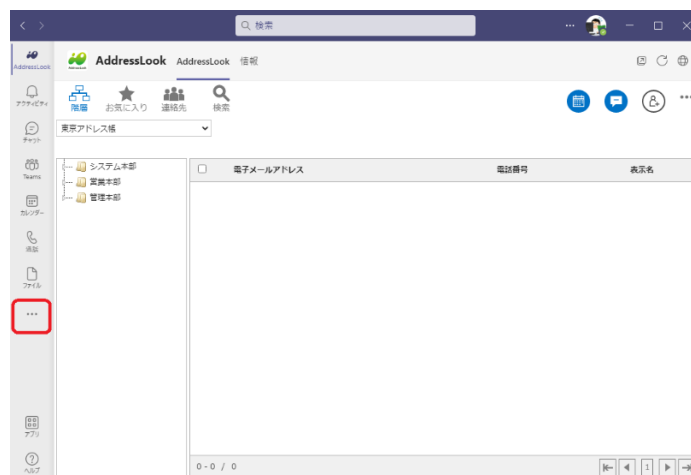 検索
AddressLook
AddressLook
AddressLook
情報
アクティビティ
チャット
Teams
カレンダー
通話
ファイル
アプリ
ヘルプ
階層
お気に入り
連絡先
検索
東京アドレス帳
システム本部
営業本部
管理本部
電子メールアドレス
電話番号
表示名
0 - 0 / 0
1